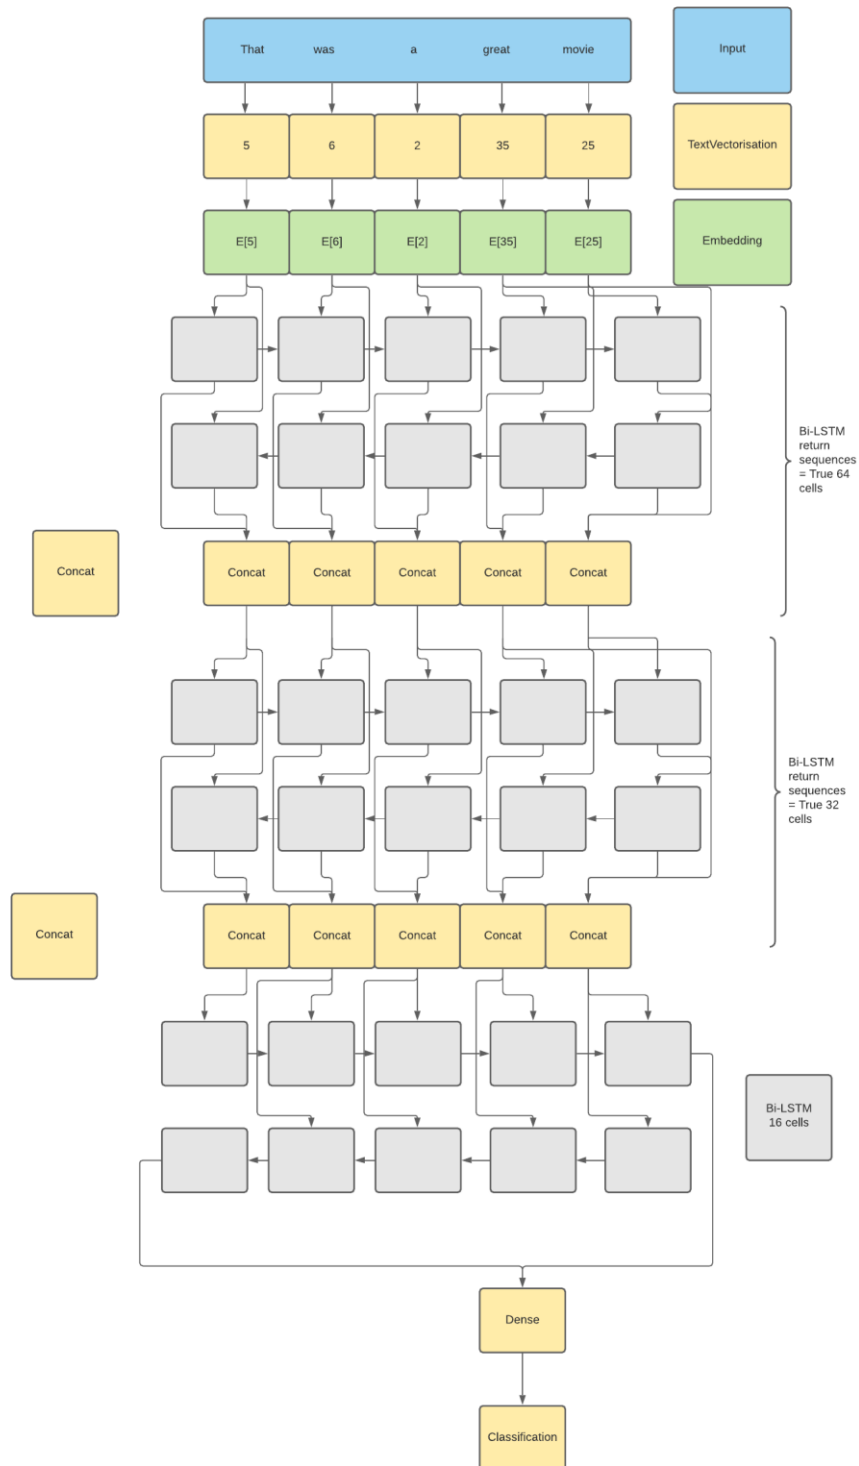 That was a great movie
Input
5 6 2 35 25
TextVectorisation
E[5] E[6] E[2] E[35] E[25]
Embedding
Bi-LSTM
return
sequences
= True 64
cells
Concat
Concat Concat Concat Concat Concat
Bi-LSTM
return
sequences
= True 32
cells
Concat
Concat Concat Concat Concat Concat
Bi-LSTM
16 cells
Dense
Classification